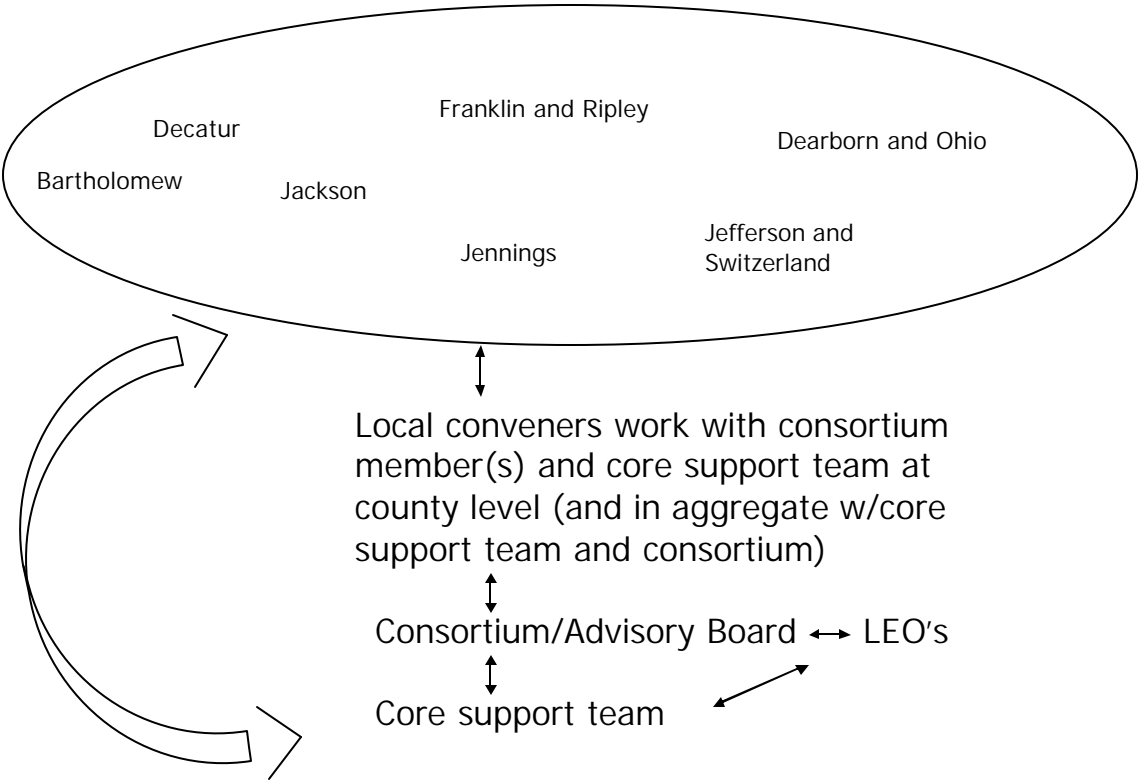 Franklin and Ripley
Decatur
Dearborn and Ohio
Bartholomew
Jackson
Jefferson and
Switzerland
Jennings
Local conveners work with consortium
member(s) and core support team at
county level (and in aggregate w/core
support team and consortium)
Consortium/Advisory Board LEO's
Core support team